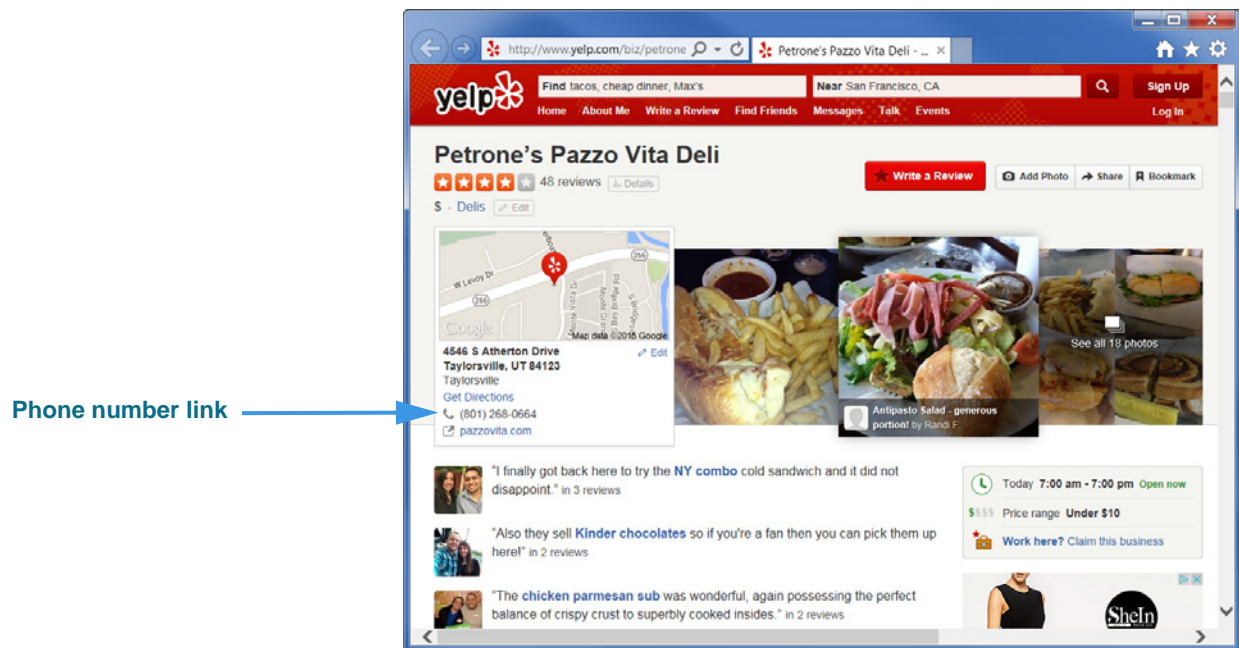 http://www.yelp.com/biz/petrone
Petrone's Pazzo Vita Deli - ...
yelp
Find tacos, cheap dinner, Max's
Near San Francisco, CA
Sign Up
Home About Me Write a Review Find Friends Messages Talk Events
Log In
Petrone's Pazzo Vita Deli
48 reviews Details
Write a Review
Add Photo Share Bookmark
$ · Delis Edit
W Levoy Dr
266
266
Google
Map data ©2015 Google
4546 S Atherton Drive
Edit
Taylorsville, UT 84123
Taylorsville
Get Directions
Phone number link
(801) 268-0664
pazzovita.com
See all 18 photos
Antipasto Salad - generous
portion! by Randi F.
"I finally got back here to try the NY combo cold sandwich and it did not
disappoint." in 3 reviews
"Also they sell Kinder chocolates so if you're a fan then you can pick them up
here!" in 2 reviews
"The chicken parmesan sub was wonderful, again possessing the perfect
balance of crispy crust to superbly cooked insides." in 2 reviews
Today 7:00 am - 7:00 pm Open now
$$$$ Price range Under $10
Work here? Claim this business
SheIn